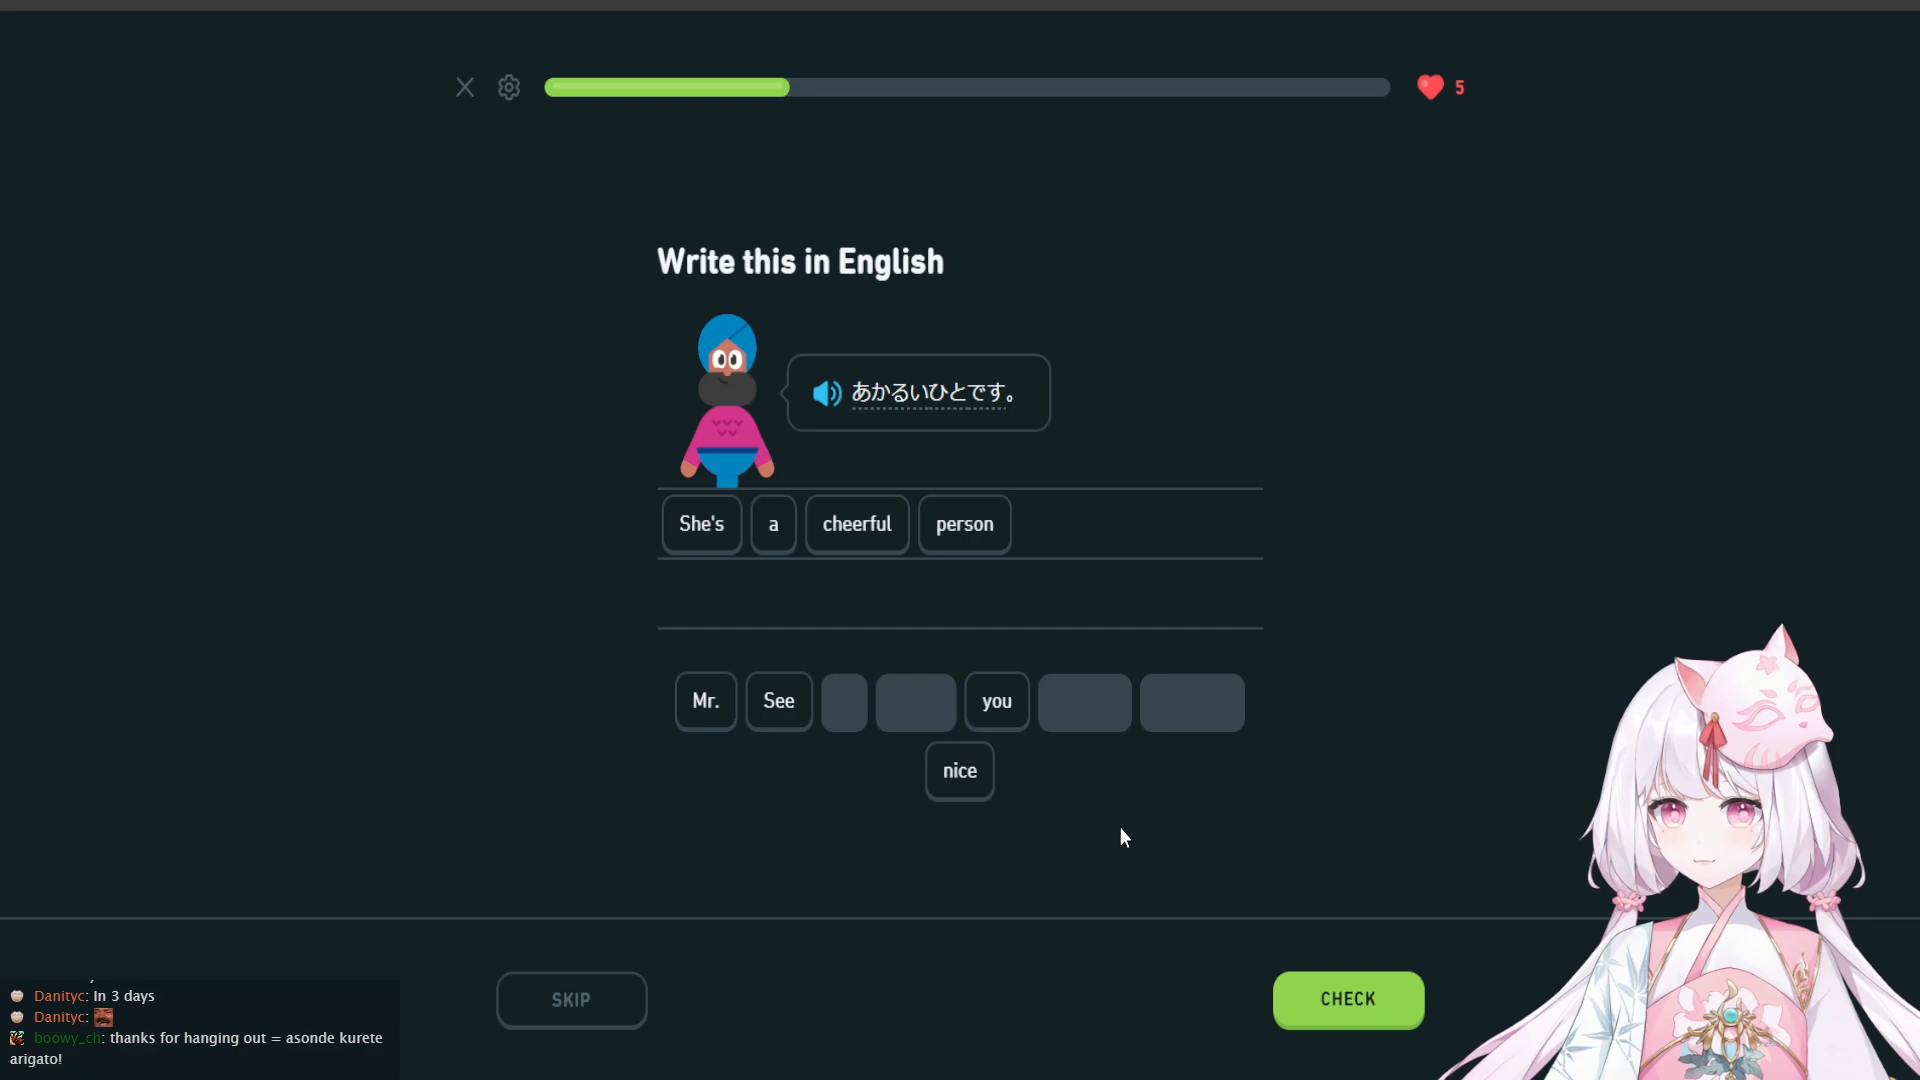 5
Write this in English
あかるいひとです。
She's a cheerful person
Mr. See you
nice
Danityc: In 3 days
Danityc:
boowy_ch: thanks for hanging out = asonde kurete
arigato!
SKIP
CHECK